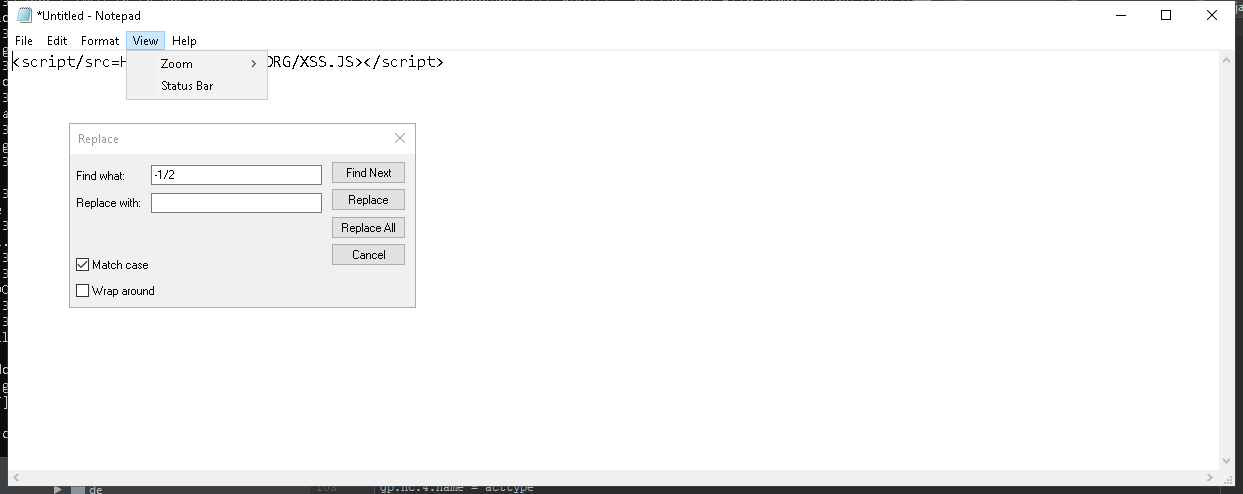 *Untitled - Notepad
File Edit Format View Help
<script/src=H ORG/XSS.JS></script>
Zoom
Status Bar
Replace
Find what: -1/2 Find Next
Replace with: Replace
Replace All
Cancel
Match case
Wrap around
de gp.nc.4.name = acctype